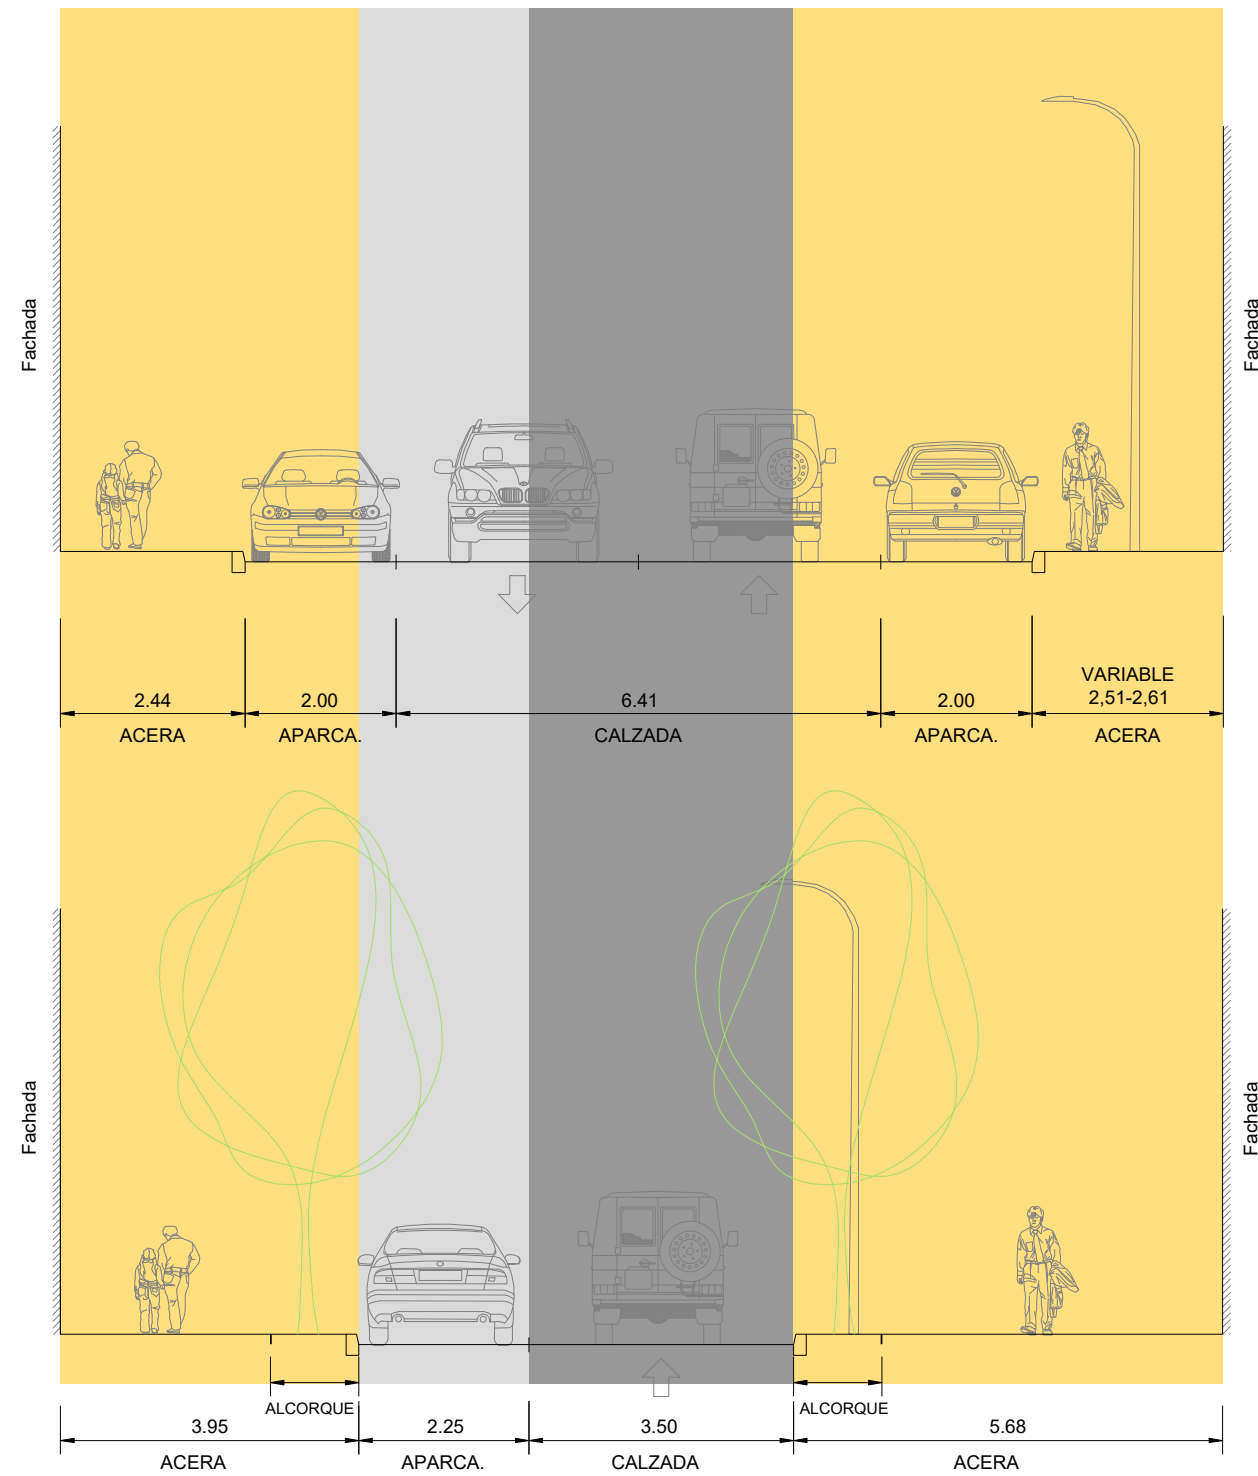 Fachada
Fachada
2.44
2.00
6.41
2.00
VARIABLE
2,51-2,61
ACERA
APARCA.
CALZADA
APARCA.
ACERA
Fachada
Fachada
ALCORQUE
ALCORQUE
3.95
2.25
3.50
5.68
ACERA
APARCA.
CALZADA
ACERA